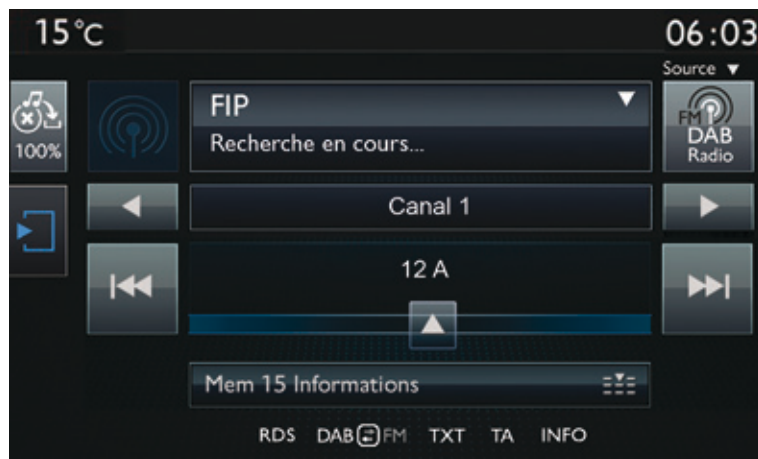 15°C
06:03
Source
FIP
Recherche en cours...
100%
FM
DAB
Radio
Canal 1
12 A
Mem 15 Informations
RDS DAB FM TXT TA INFO